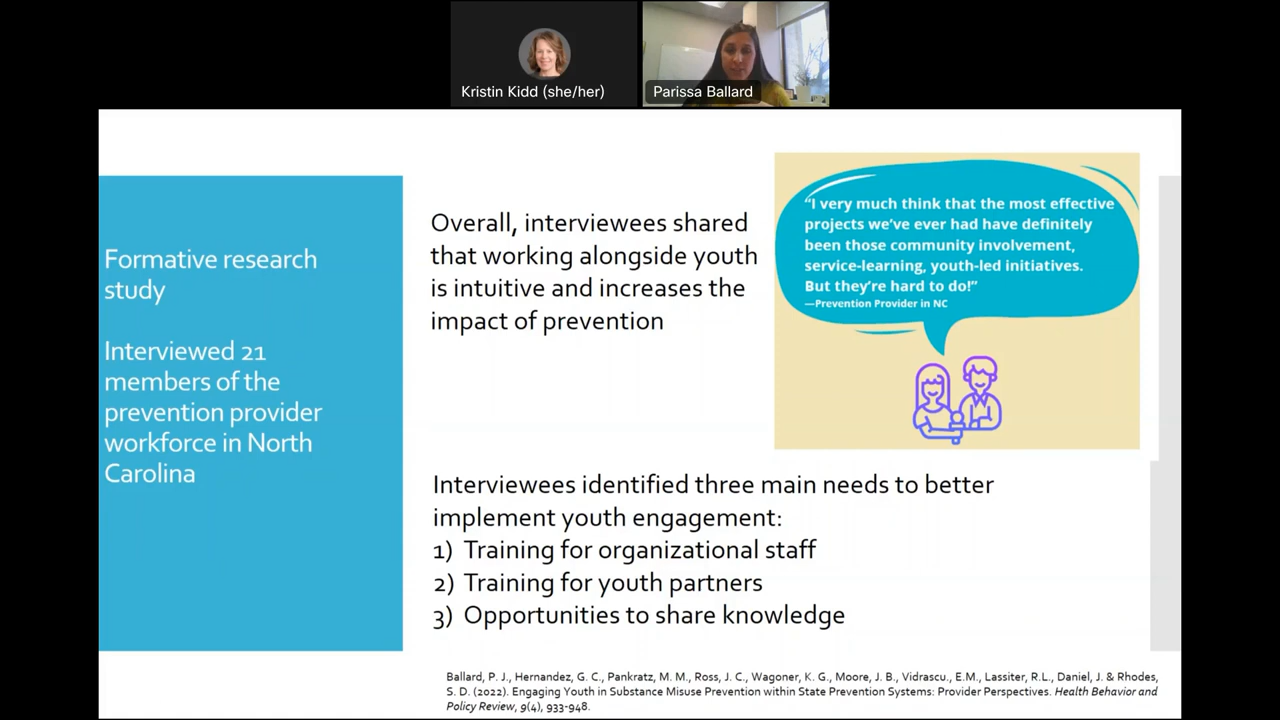 Kristin Kidd (she/her)
Parissa Ballard
Formative research
study
Interviewed 21
members of the
prevention provider
workforce in North
Carolina
Overall, interviewees shared
that working alongside youth
is intuitive and increases the
impact of prevention
“I very much think that the most effective
projects we’ve ever had have definitely
been those community involvement,
service-learning, youth-led initiatives.
But they’re hard to do!”
—Prevention Provider in NC
Interviewees identified three main needs to better
implement youth engagement:
1) Training for organizational staff
2) Training for youth partners
3) Opportunities to share knowledge
Ballard, P. J., Hernandez, G. C., Pankratz, M. M., Ross, J. C., Wagoner, K. G., Moore, J. B., Vidrascu, E.M., Lassiter, R.L., Daniel, J. & Rhodes,
S. D. (2022). Engaging Youth in Substance Misuse Prevention within State Prevention Systems: Provider Perspectives. Health Behavior and
Policy Review, 9(4), 933-948.